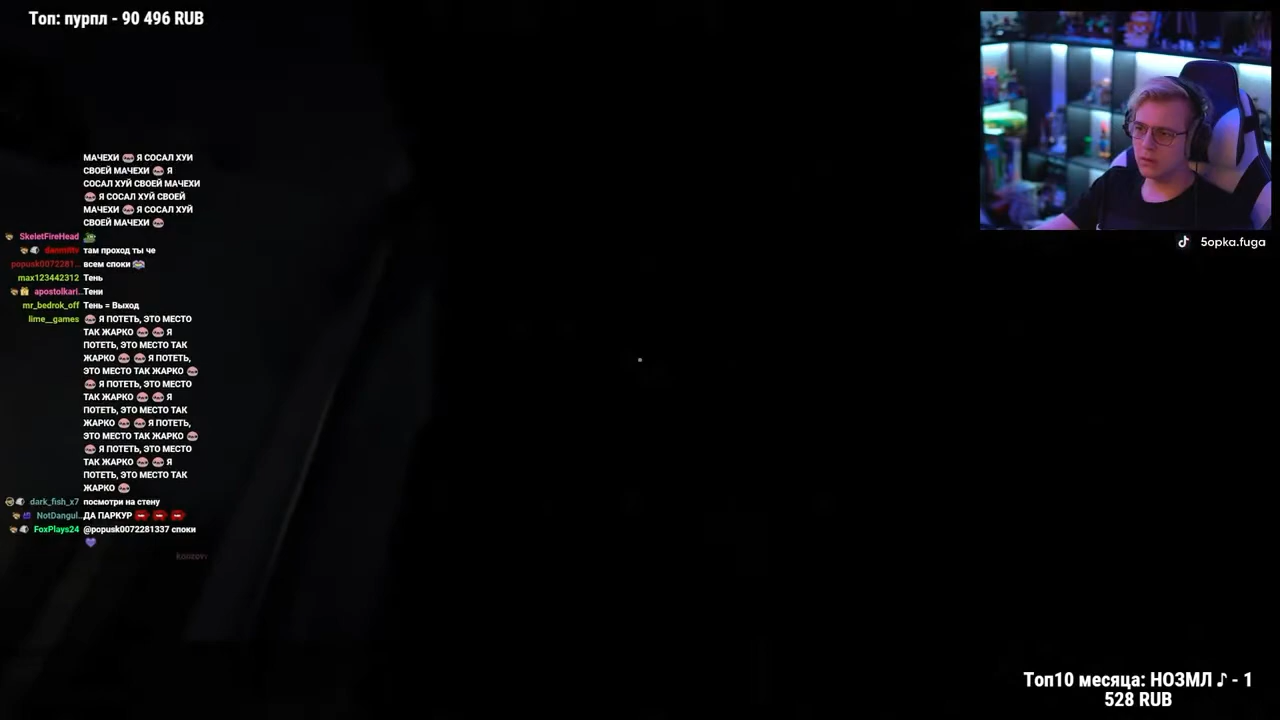 Топ: пурпл - 90 496 RUB
5opka.fuga
МАЧЕХИ Я СОСАЛ ХУИ
СВОЕЙ МАЧЕХИ Я
СОСАЛ ХУЙ СВОЕЙ МАЧЕХИ
Я СОСАЛ ХУЙ СВОЕЙ
МАЧЕХИ Я СОСАЛ ХУЙ
СВОЕЙ МАЧЕХИ
SkeletFireHead
там проход ты че
popusk0072281... всем споки
max123442312 Тень
apostolkari... Тени
mr_bedrok_off Тень = Выход
lime__games Я ПОТЕТЬ, ЭТО МЕСТО
ТАК ЖАРКО Я
ПОТЕТЬ, ЭТО МЕСТО ТАК
ЖАРКО Я ПОТЕТЬ,
ЭТО МЕСТО ТАК ЖАРКО
Я ПОТЕТЬ, ЭТО МЕСТО
ТАК ЖАРКО Я
ПОТЕТЬ, ЭТО МЕСТО ТАК
ЖАРКО Я ПОТЕТЬ,
ЭТО МЕСТО ТАК ЖАРКО
Я ПОТЕТЬ, ЭТО МЕСТО
ТАК ЖАРКО Я
ПОТЕТЬ, ЭТО МЕСТО ТАК
ЖАРКО
dark_fish_x7 посмотри на стену
NotDangul... ДА ПАРКУР
FoxPlays24 @popusk0072281337 споки
Топ10 месяца: НОЗМЛ ♪ - 1
528 RUB